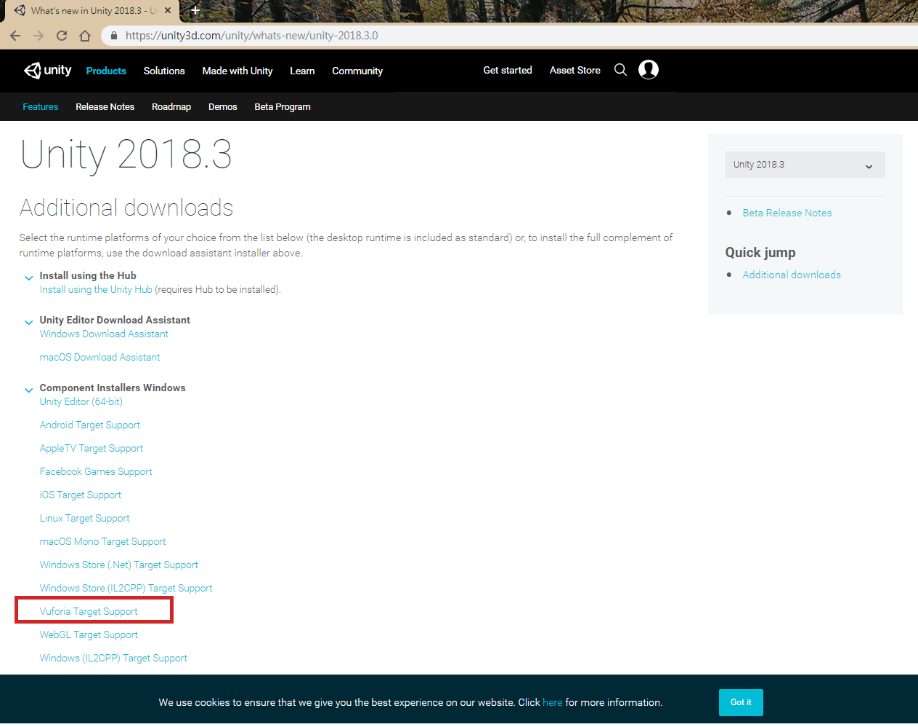 What's new in Unity 2018.3 - U
https://unity3d.com/unity/whats-new/unity-2018.3.0
unity Products Solutions Made with Unity Learn Community Get started Asset Store
Features Release Notes Roadmap Demos Beta Program
Unity 2018.3
Additional downloads
Select the runtime platforms of your choice from the list below (the desktop runtime is included as standard) or, to install the full complement of
runtime platforms, use the download assistant installer above.
Install using the Hub
Install using the Unity Hub (requires Hub to be installed).
Unity Editor Download Assistant
Windows Download Assistant
macOS Download Assistant
Component Installers Windows
Unity Editor (64-bit)
Android Target Support
AppleTV Target Support
Facebook Games Support
iOS Target Support
Linux Target Support
macOS Mono Target Support
Windows Store (.Net) Target Support
Windows Store (IL2CPP) Target Support
Vuforia Target Support
WebGL Target Support
Windows (IL2CPP) Target Support
Unity 2018.3
Beta Release Notes
Quick jump
Additional downloads
We use cookies to ensure that we give you the best experience on our website. Click here for more information.
Got it